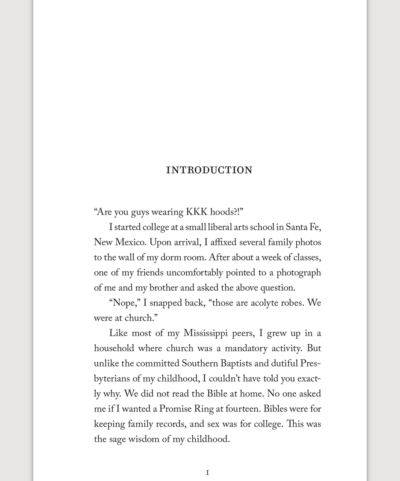 INTRODUCTION
“Are you guys wearing KKK hoods?!”
I started college at a small liberal arts school in Santa Fe,
New Mexico. Upon arrival, I affixed several family photos
to the wall of my dorm room. After about a week of classes,
one of my friends uncomfortably pointed to a photograph
of me and my brother and asked the above question.
“Nope,” I snapped back, “those are acolyte robes. We
were at church.”
Like most of my Mississippi peers, I grew up in a
household where church was a mandatory activity. But
unlike the committed Southern Baptists and dutiful Pres-
byterians of my childhood, I couldn’t have told you exact-
ly why. We did not read the Bible at home. No one asked
me if I wanted a Promise Ring at fourteen. Bibles were for
keeping family records, and sex was for college. This was
the sage wisdom of my childhood.
1